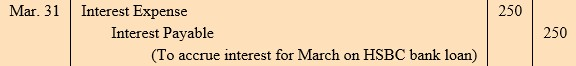 Mar. 31 Interest Expense 250
Interest Payable 250
(To accrue interest for March on HSBC bank loan)